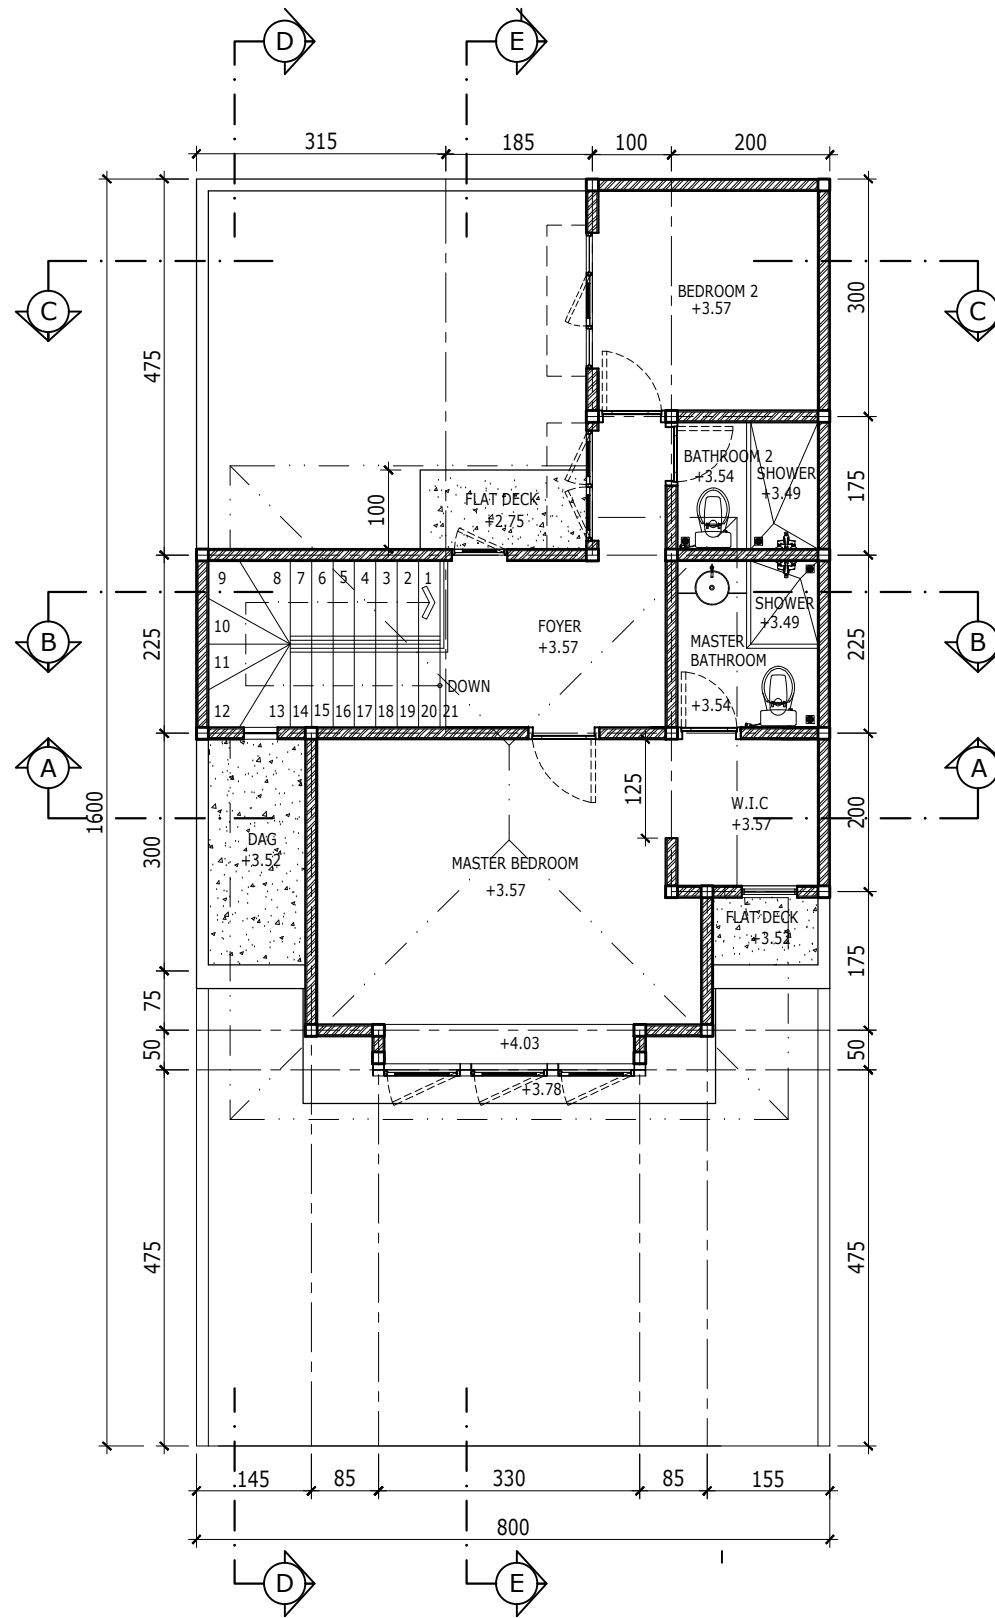 D
E
315
185
100
200
C
C
BEDROOM 2
+3.57
300
475
BATHROOM 2
+3.54
SHOWER
+3.49
175
100
FLAT DECK
+2.75
9
8
7
6
5
4
3
2
1
10
11
12
13
14
15
16
17
18
19
20
21
DOWN
FOYER
+3.57
SHOWER
+3.49
MASTER
BATHROOM
+3.54
B
B
225
225
A
A
125
W.I.C
+3.57
200
1600
300
DAG
+3.52
MASTER BEDROOM
+3.57
FLAT DECK
+3.52
175
75
50
50
+4.03
+3.78
475
475
145
85
330
85
155
800
D
E